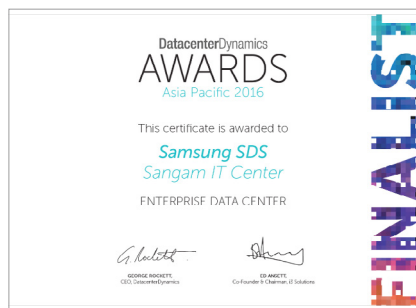 DatacenterDynamics
AWARDS
Asia Pacific 2016
This certificate is awarded to
Samsung SDS
Sangam IT Center
ENTERPRISE DATA CENTER
GEORGE ROCKETT,
CEO, DatacenterDynamics
ED ANSETT,
Co-Founder & Chairman, i3 Solutions
FINALIST